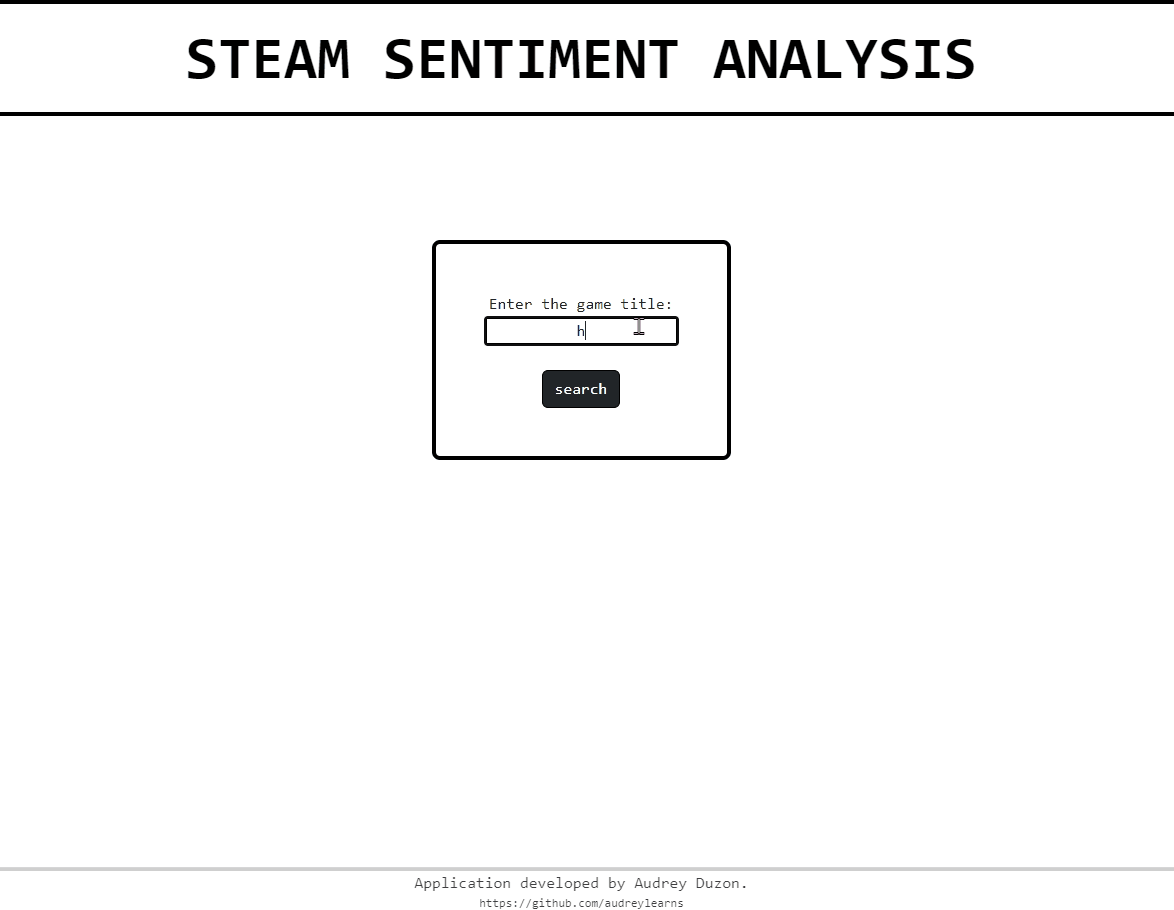 STEAM SENTIMENT ANALYSIS
Enter the game title:
h
search
Application developed by Audrey Duzon.
https://github.com/audreylearns